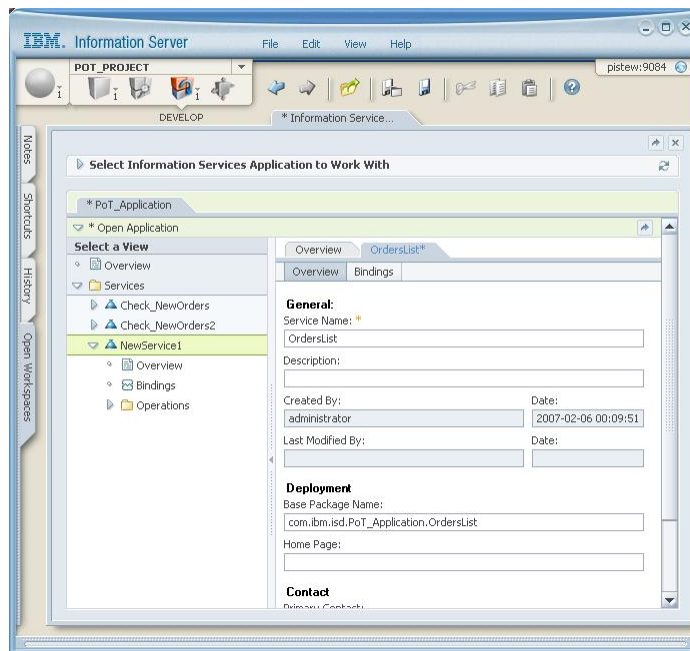 IBM. Information Server
File Edit View Help
POT_PROJECT
pistew:9084
DEVELOP
* Information Service...
Notes
Shortcuts
History
Open Workspaces
Select Information Services Application to Work With
* PoT_Application
* Open Application
Select a View
Overview
Services
Check_NewOrders
Check_NewOrders2
NewService1
Overview
Bindings
Operations
Overview OrdersList*
Overview Bindings
General:
Service Name: *
OrdersList
Description:
Created By: Date:
administrator 2007-02-06 00:09:51
Last Modified By: Date:
Deployment
Base Package Name:
com.ibm.isd.PoT_Application.OrdersList
Home Page:
Contact
Primary Contact: